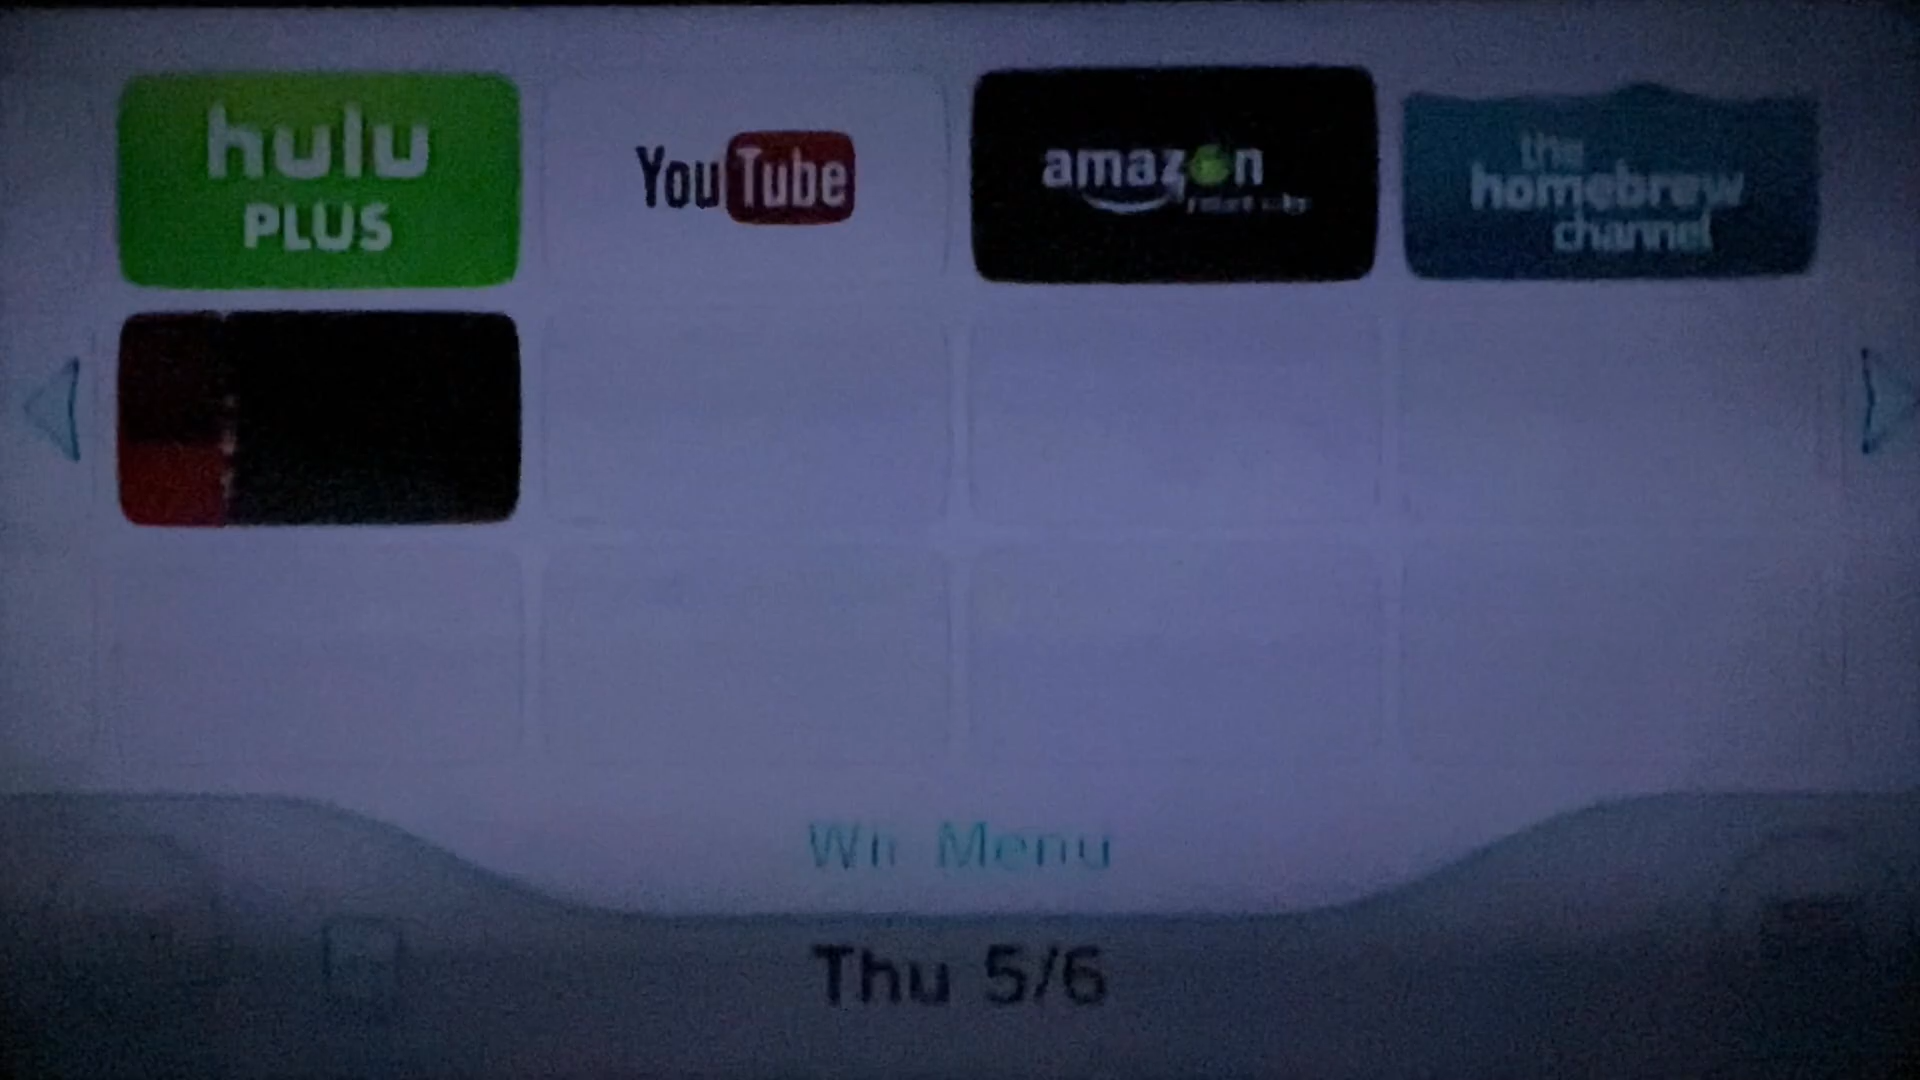 hulu
PLUS
YouTube
amazon
the
homebrew
channel
Wii Menu
Thu 5/6